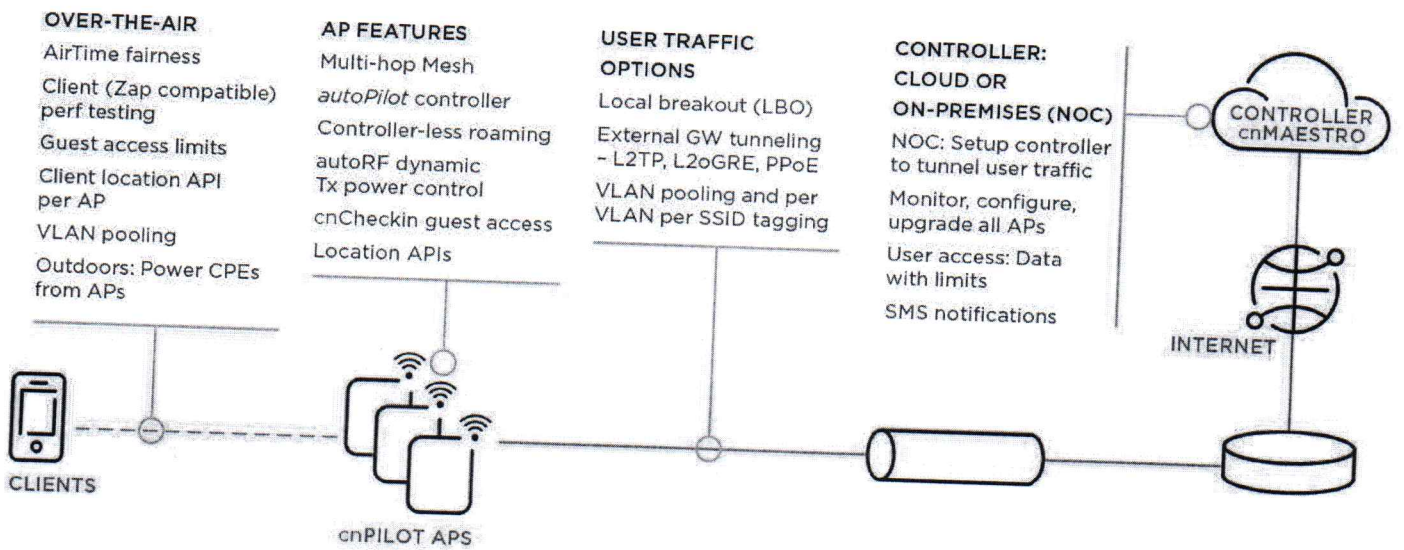 OVER-THE-AIR
AirTime fairness
Client (Zap compatible)
perf testing
Guest access limits
Client location API
per AP
VLAN pooling
Outdoors: Power CPEs
from APs
AP FEATURES
Multi-hop Mesh
autoPilot controller
Controller-less roaming
autoRF dynamic
Tx power control
cnCheckin guest access
Location APIs
USER TRAFFIC
OPTIONS
Local breakout (LBO)
External GW tunneling
– L2TP, L2oGRE, PPoE
VLAN pooling and per
VLAN per SSID tagging
CONTROLLER:
CLOUD OR
ON-PREMISES (NOC)
NOC: Setup controller
to tunnel user traffic
Monitor, configure,
upgrade all APs
User access: Data
with limits
SMS notifications
CONTROLLER
cnMAESTRO
INTERNET
CLIENTS
cnPILOT APS